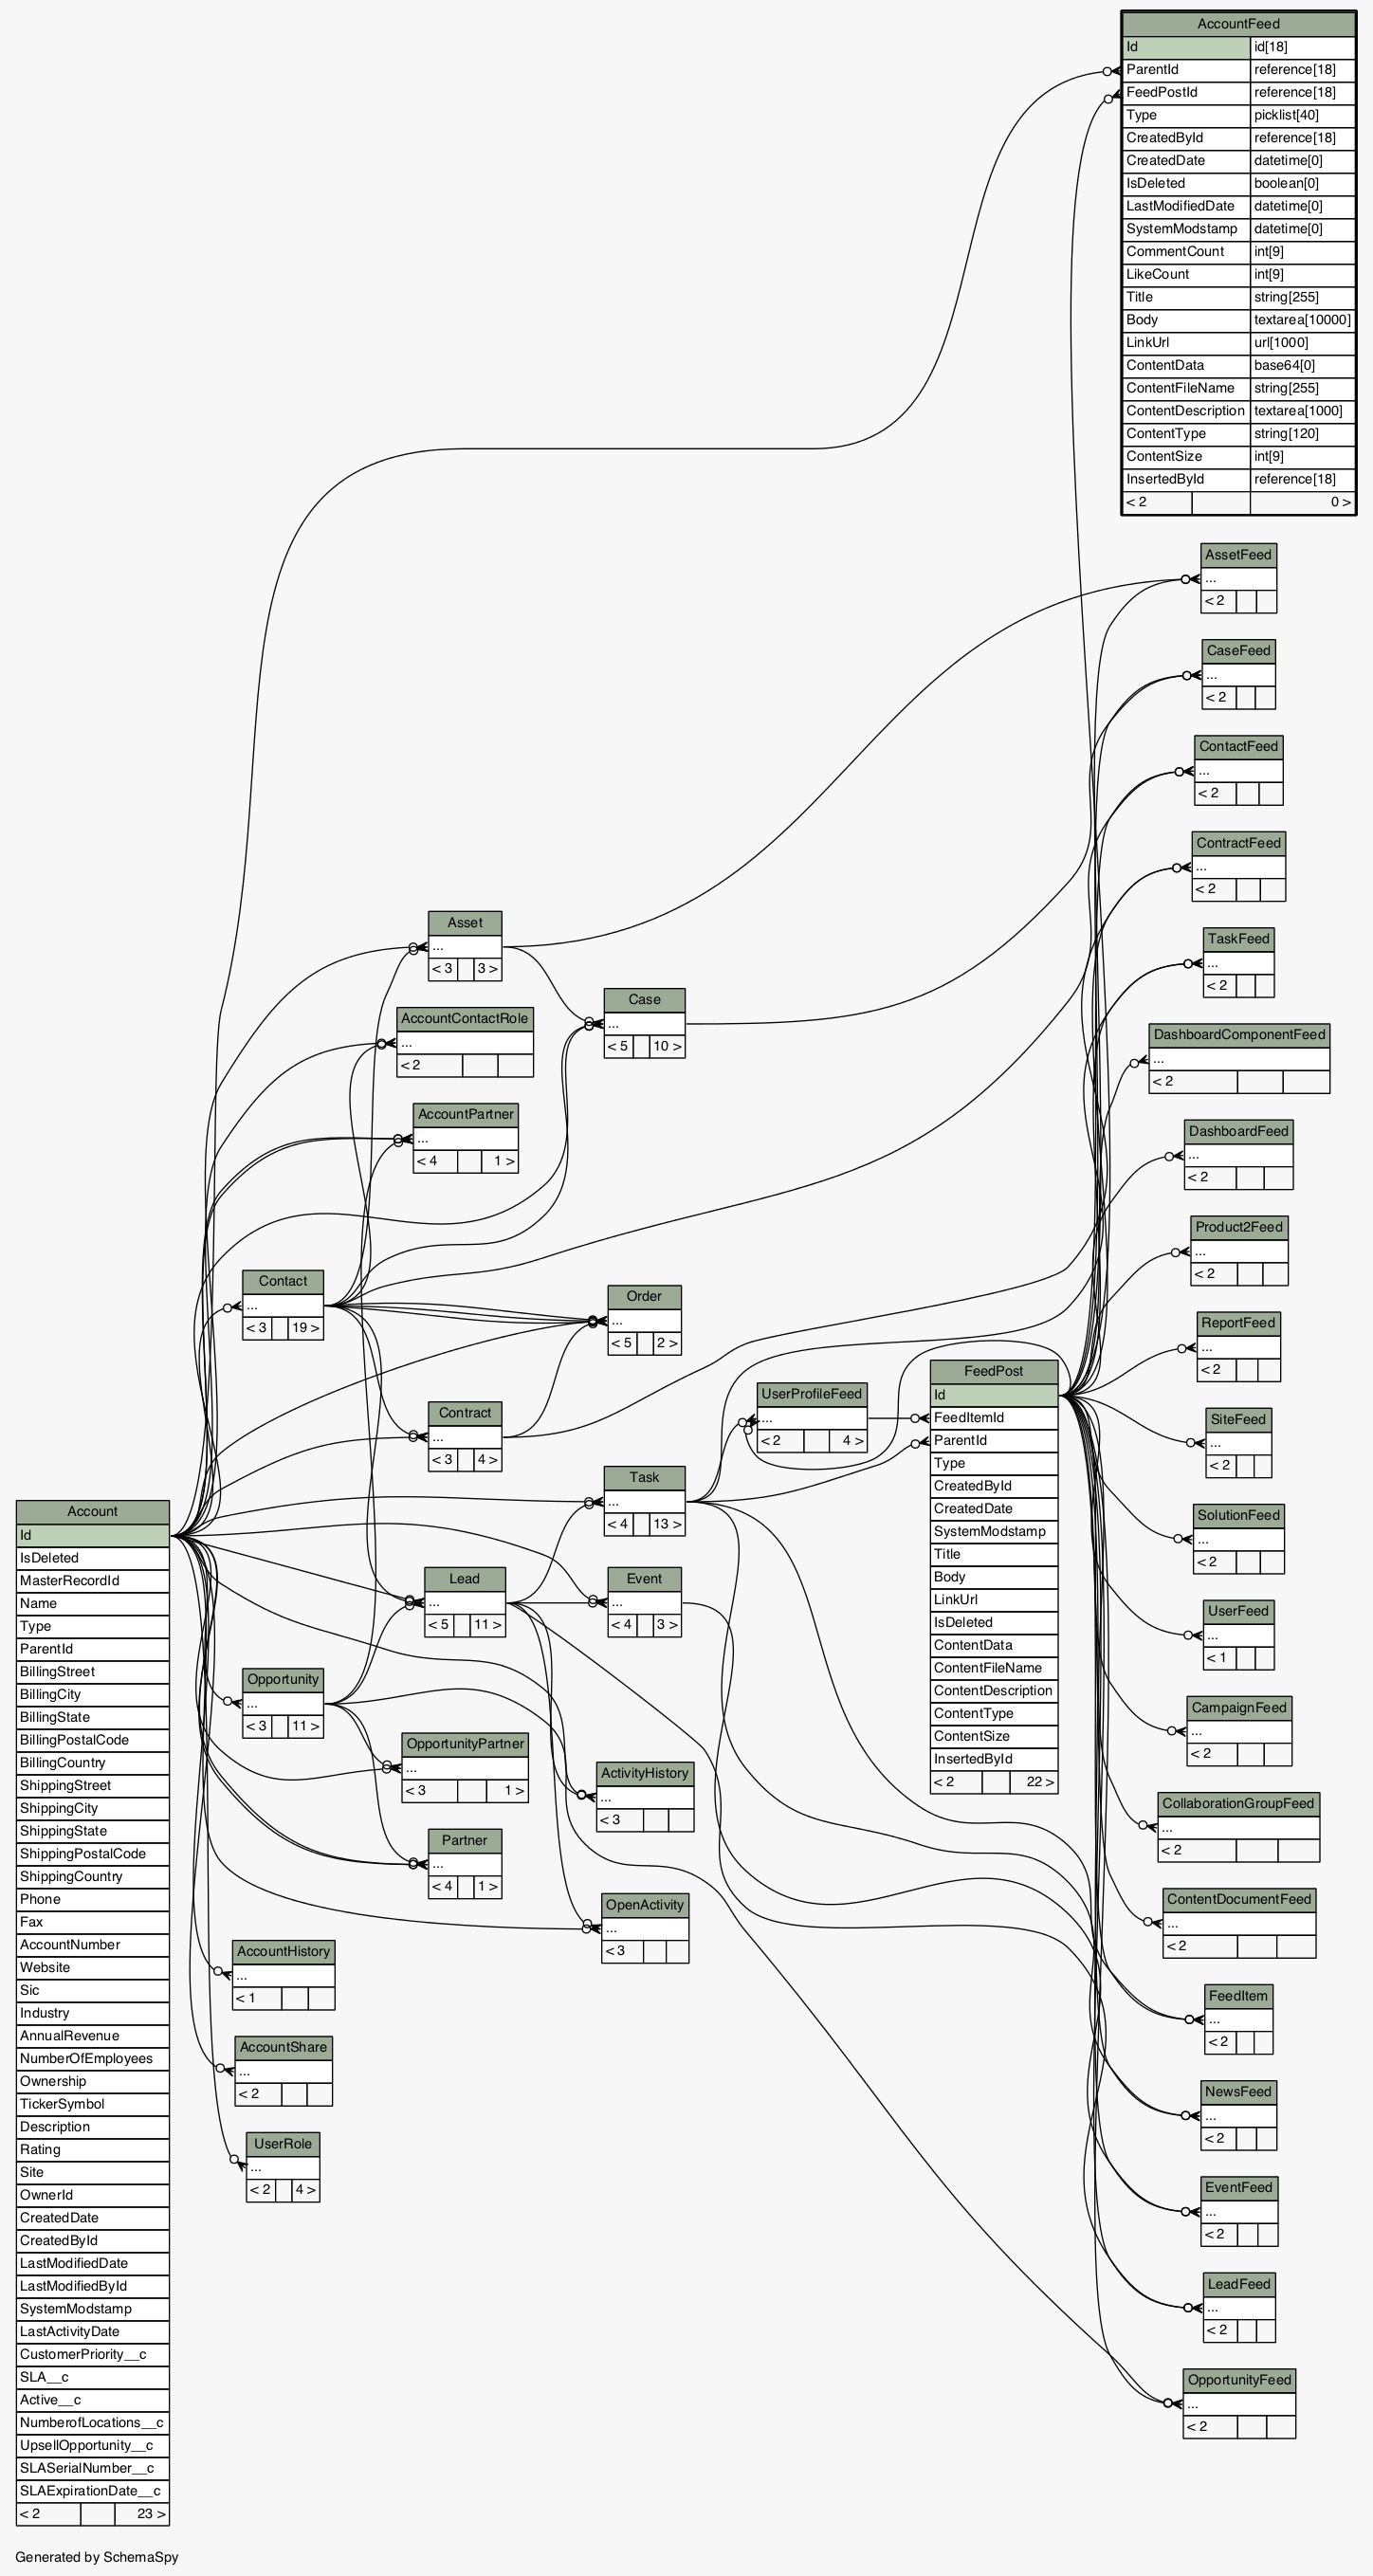 AccountFeed
Id id[18]
ParentId reference[18]
FeedPostId reference[18]
Type picklist[40]
CreatedById reference[18]
CreatedDate datetime[0]
IsDeleted boolean[0]
LastModifiedDate datetime[0]
SystemModstamp datetime[0]
CommentCount int[9]
LikeCount int[9]
Title string[255]
Body textarea[10000]
LinkUrl url[1000]
ContentData base64[0]
ContentFileName string[255]
ContentDescription textarea[1000]
ContentType string[120]
ContentSize int[9]
InsertedById reference[18]
< 2 0 >
AssetFeed
...
< 2
CaseFeed
...
< 2
ContactFeed
...
< 2
ContractFeed
...
< 2
TaskFeed
...
< 2
DashboardComponentFeed
...
< 2
DashboardFeed
...
< 2
Product2Feed
...
< 2
ReportFeed
...
< 2
SiteFeed
...
< 2
SolutionFeed
...
< 2
UserFeed
...
< 1
CampaignFeed
...
< 2
CollaborationGroupFeed
...
< 2
ContentDocumentFeed
...
< 2
FeedItem
...
< 2
NewsFeed
...
< 2
EventFeed
...
< 2
LeadFeed
...
< 2
OpportunityFeed
...
< 2
Asset
...
< 3 3 >
Case
...
< 5 10 >
AccountContactRole
...
< 2
AccountPartner
...
< 4 1 >
Contact
...
< 3 19 >
Order
...
< 5 2 >
Contract
...
< 3 4 >
UserProfileFeed
...
< 2 4 >
FeedPost
Id
FeedItemId
ParentId
Type
CreatedById
CreatedDate
SystemModstamp
Title
Body
LinkUrl
IsDeleted
ContentData
ContentFileName
ContentDescription
ContentType
ContentSize
InsertedById
< 2 22 >
Task
...
< 4 13 >
Lead
...
< 5 11 >
Event
...
< 4 3 >
Opportunity
...
< 3 11 >
OpportunityPartner
...
< 3 1 >
ActivityHistory
...
< 3
Partner
...
< 4 1 >
OpenActivity
...
< 3
AccountHistory
...
< 1
AccountShare
...
< 2
UserRole
...
< 2 4 >
Account
Id
IsDeleted
MasterRecordId
Name
Type
ParentId
BillingStreet
BillingCity
BillingState
BillingPostalCode
BillingCountry
ShippingStreet
ShippingCity
ShippingState
ShippingPostalCode
ShippingCountry
Phone
Fax
AccountNumber
Website
Sic
Industry
AnnualRevenue
NumberOfEmployees
Ownership
TickerSymbol
Description
Rating
Site
OwnerId
CreatedDate
CreatedById
LastModifiedDate
LastModifiedById
SystemModstamp
LastActivityDate
CustomerPriority__c
SLA__c
Active__c
NumberofLocations__c
UpsellOpportunity__c
SLASerialNumber__c
SLAExpirationDate__c
< 2 23 >
Generated by SchemaSpy